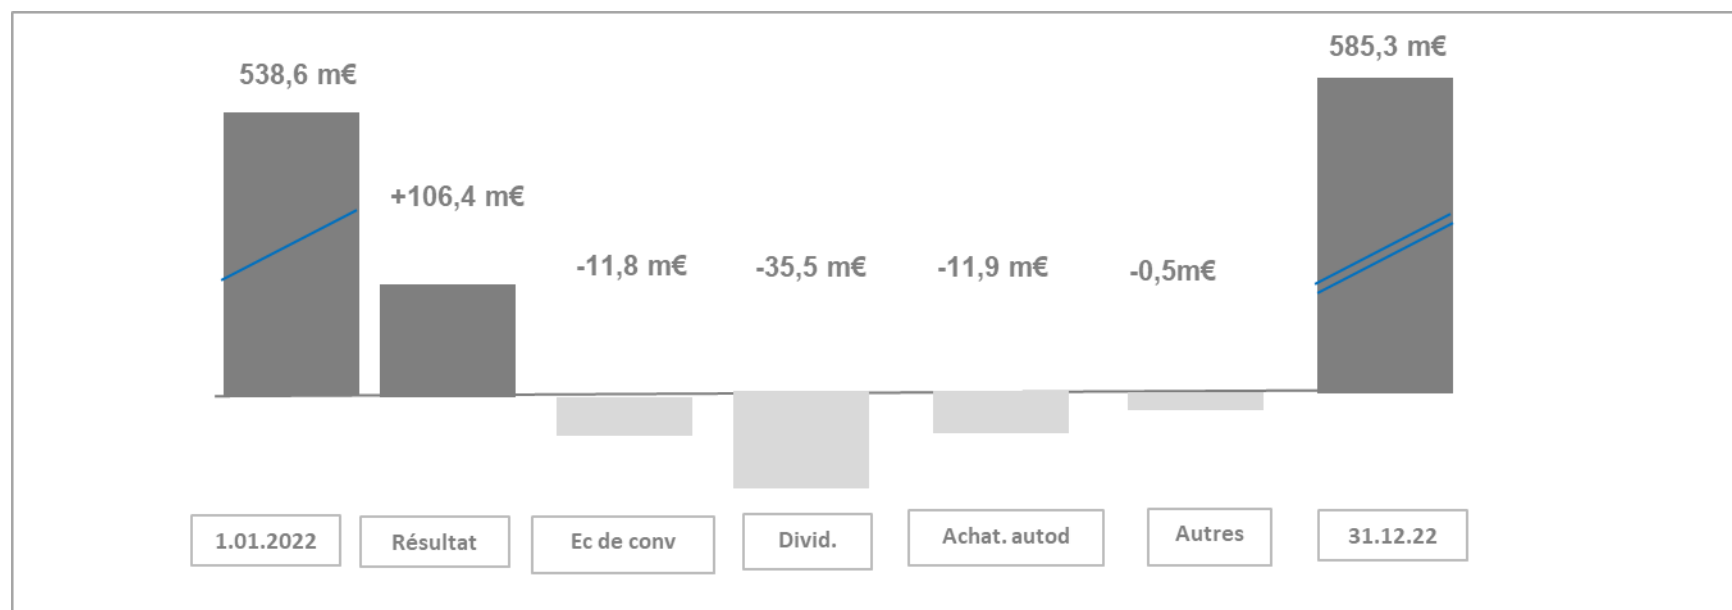 585,3 m€
538,6 m€
+106,4 m€
-11,8 m€
-35,5 m€
-11,9 m€
-0,5m€
1.01.2022
Résultat
Ec de conv
Divid.
Achat. autod
Autres
31.12.22